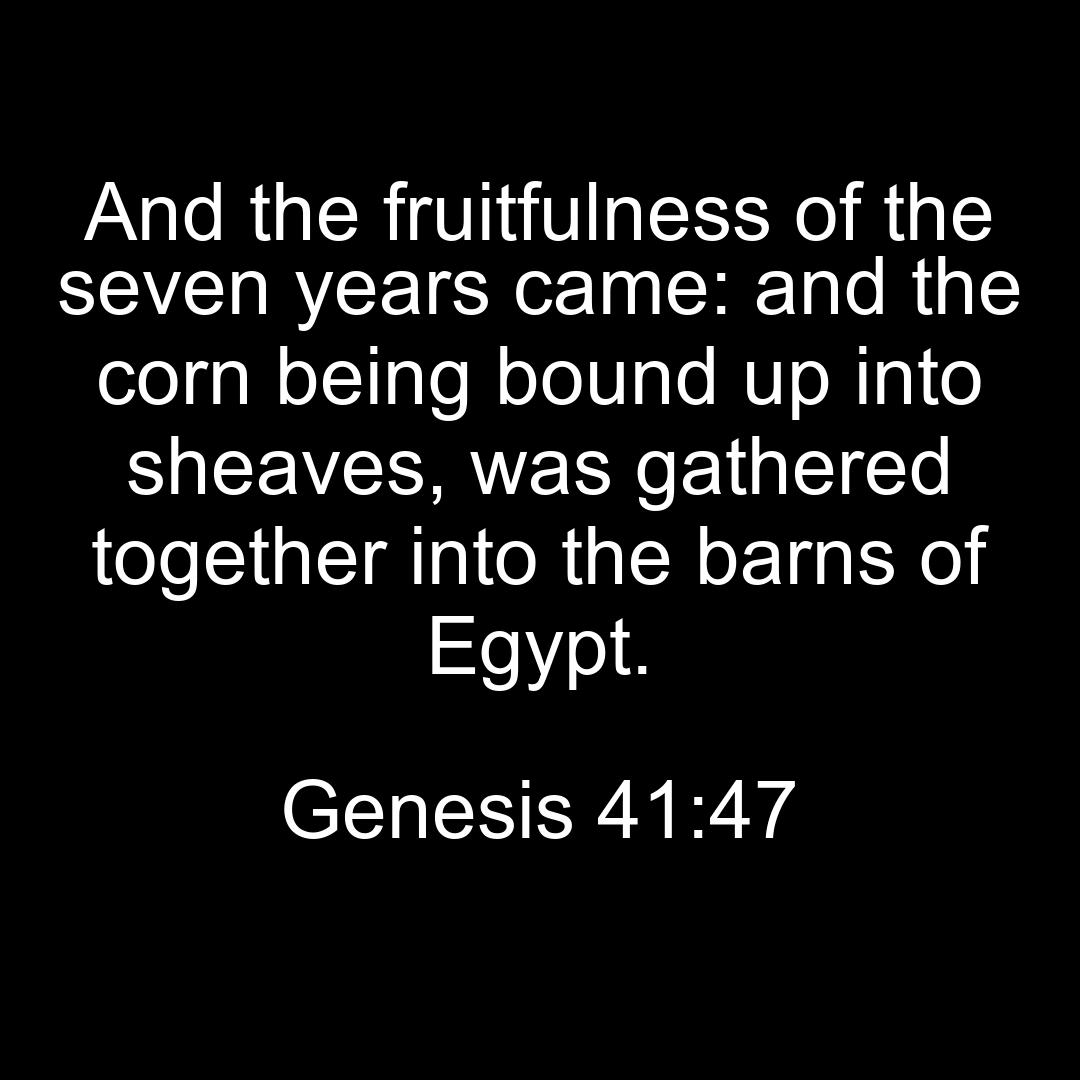 And the fruitfulness of the
seven years came: and the
corn being bound up into
sheaves, was gathered
together into the barns of
Egypt.
Genesis 41:47